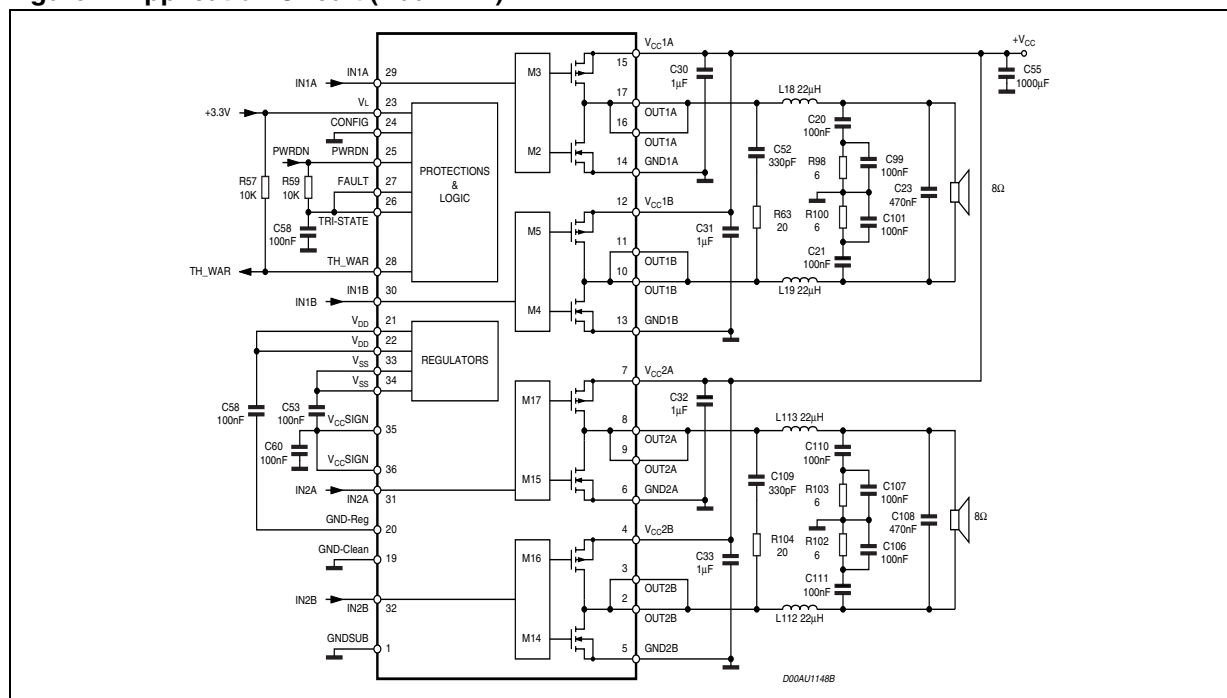 IN1A
IN1A
29
+3.3V
VL
23
CONFIG
24
PWRDN
PWRDN
25
R57
10K
R59
10K
FAULT
27
26
TRI-STATE
C58
100nF
TH_WAR
TH_WAR
28
IN1B
IN1B
30
VDD
21
VDD
22
VSS
33
VSS
34
C58
100nF
C53
100nF
VCCSIGN
35
C60
100nF
VCCSIGN
36
IN2A
IN2A
31
GND-Reg
20
GND-Clean
19
IN2B
IN2B
32
GNDSUB
1
PROTECTIONS
&
LOGIC
REGULATORS
M3
M2
M5
M4
M17
M15
M16
M14
15
VCC1A
17
OUT1A
16
OUT1A
14
GND1A
12
VCC1B
11
OUT1B
10
OUT1B
13
GND1B
7
VCC2A
8
OUT2A
9
OUT2A
6
GND2A
4
VCC2B
3
OUT2B
2
OUT2B
5
GND2B
C30
1µF
C31
1µF
C32
1µF
C33
1µF
+VCC
C55
1000µF
L18 22µH
C20
100nF
C52
330pF
R98
6
C99
100nF
C23
470nF
8Ω
R63
20
R100
6
C101
100nF
C21
100nF
L19 22µH
L113 22µH
C110
100nF
C109
330pF
R103
6
C107
100nF
C108
470nF
8Ω
R104
20
R102
6
C106
100nF
C111
100nF
L112 22µH
D00AU1148B